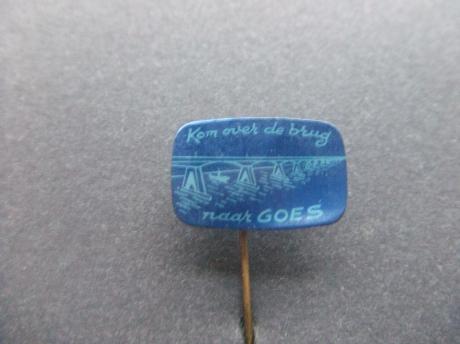 Kom over de brug
naar GOES